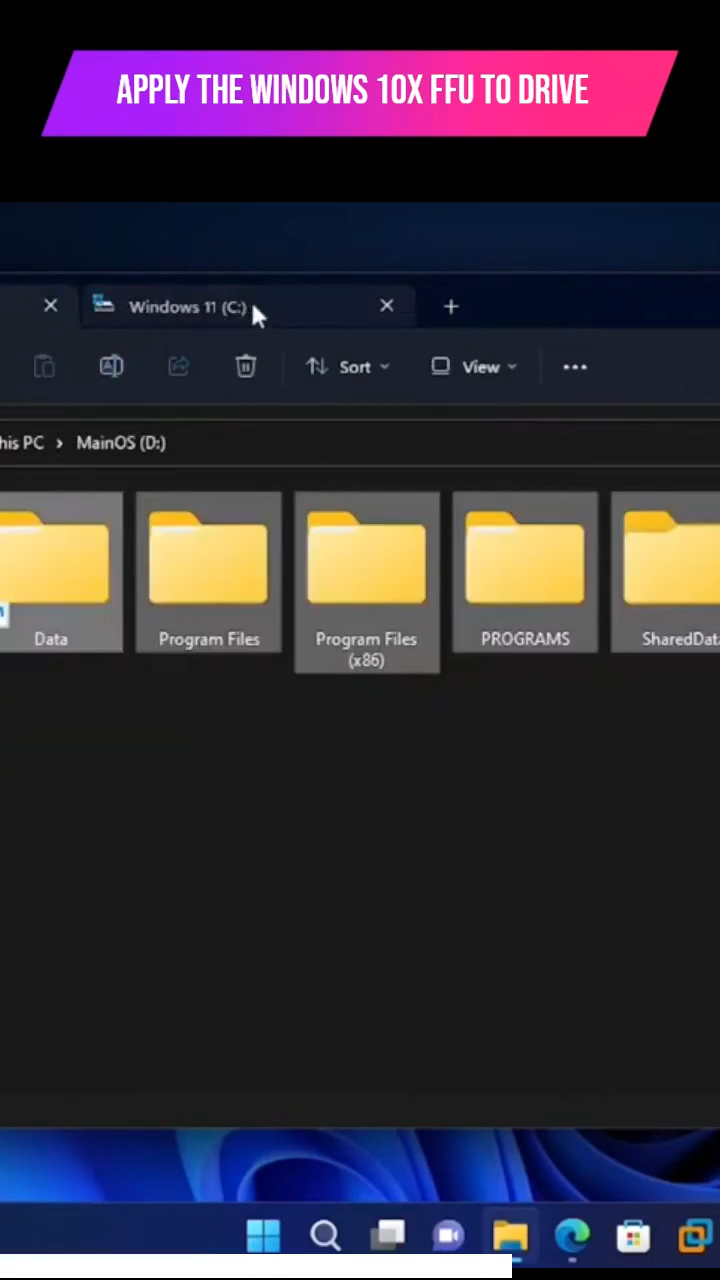 APPLY THE WINDOWS 10X FFU TO DRIVE
Windows 11 (C:)
Sort
View
his PC › MainOS (D:)
Data
Program Files
Program Files
(x86)
PROGRAMS
SharedData